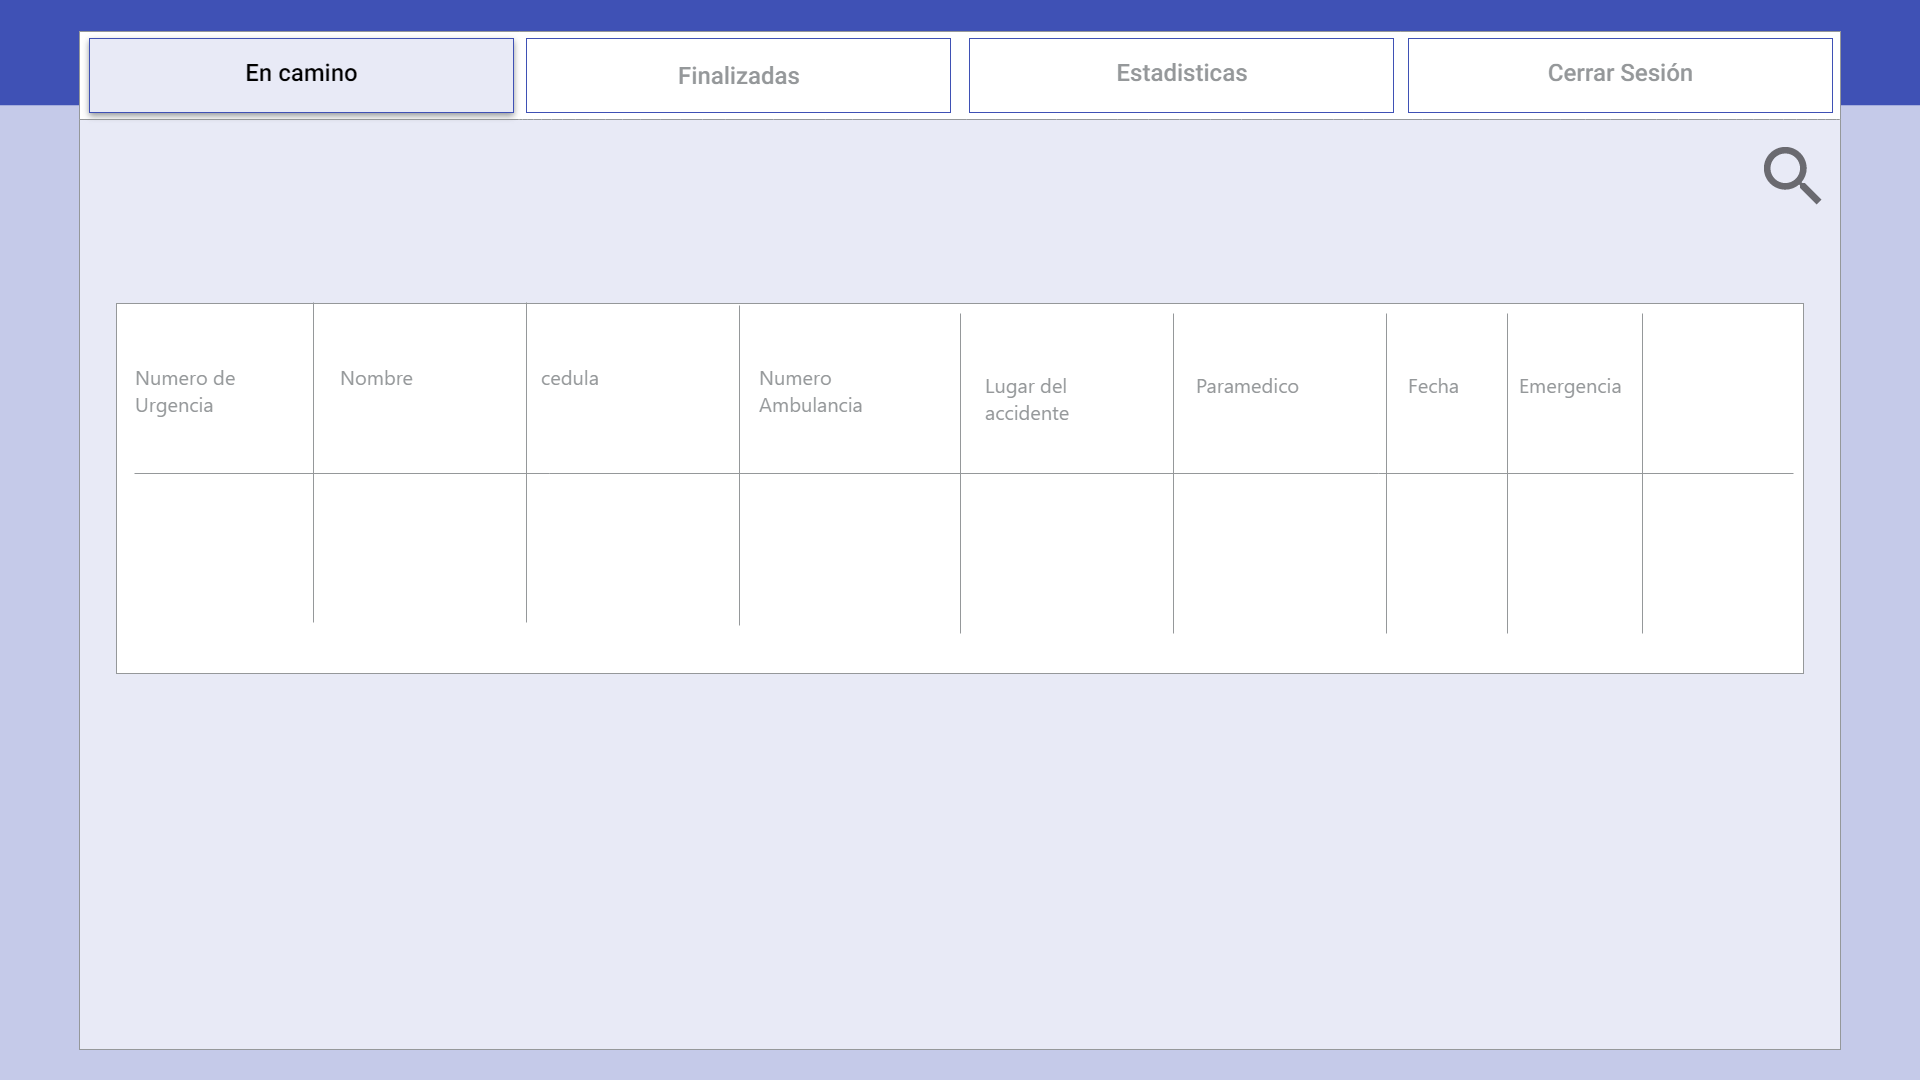 En camino
Finalizadas
Estadisticas
Cerrar Sesión
Numero de
Urgencia
Nombre
cedula
Numero
Ambulancia
Lugar del
accidente
Paramedico
Fecha
Emergencia